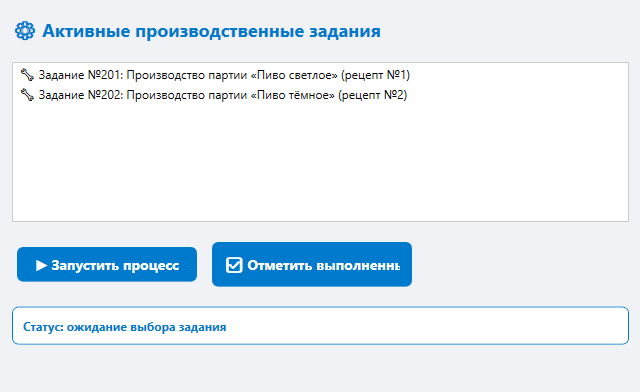 Активные производственные задания
Задание №201: Производство партии «Пиво светлое» (рецепт №1)
Задание №202: Производство партии «Пиво тёмное» (рецепт №2)
Запустить процесс
Отметить выполненнь
Статус: ожидание выбора задания